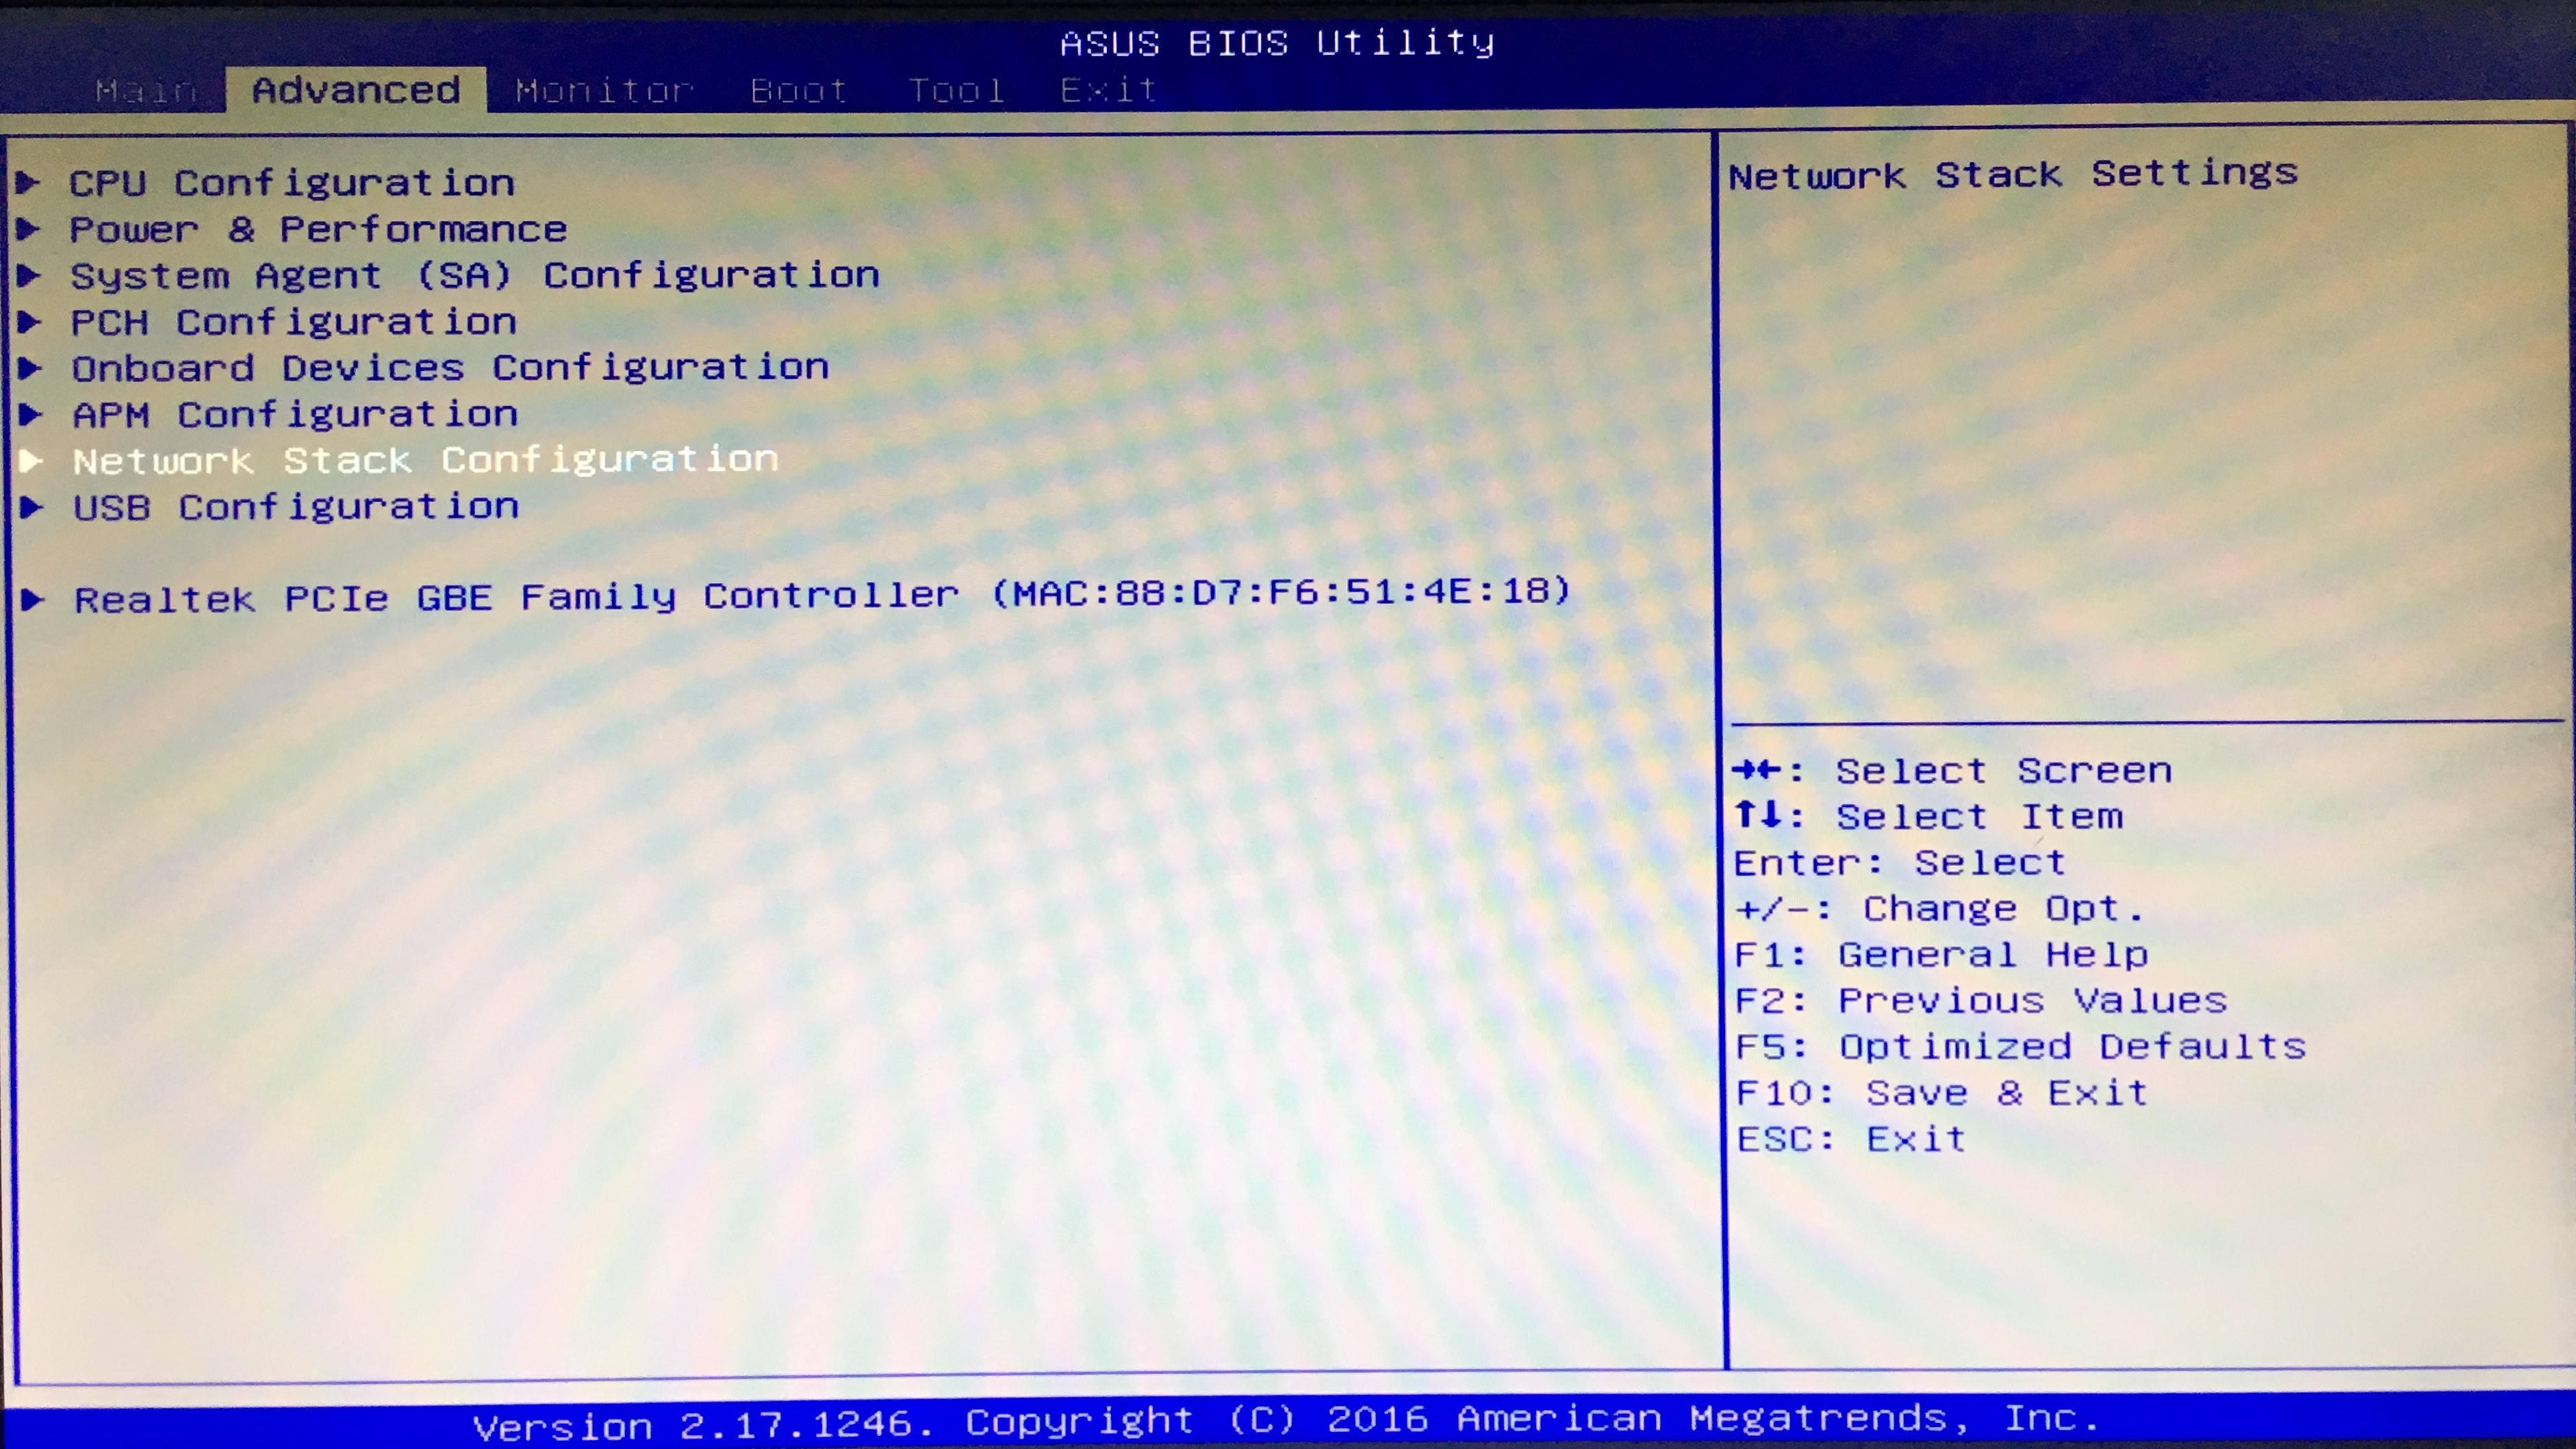 ASUS BIOS Utility
Main Advanced Monitor Boot Tool Exit
► CPU Configuration
► Power & Performance
► System Agent (SA) Configuration
► PCH Configuration
► Onboard Devices Configuration
► APM Configuration
► Network Stack Configuration
► USB Configuration
► Realtek PCIe GBE Family Controller (MAC:88:D7:F6:51:4E:18)
Network Stack Settings
→←: Select Screen
↑↓: Select Item
Enter: Select
+/-: Change Opt.
F1: General Help
F2: Previous Values
F5: Optimized Defaults
F10: Save & Exit
ESC: Exit
Version 2.17.1246. Copyright (C) 2016 American Megatrends, Inc.